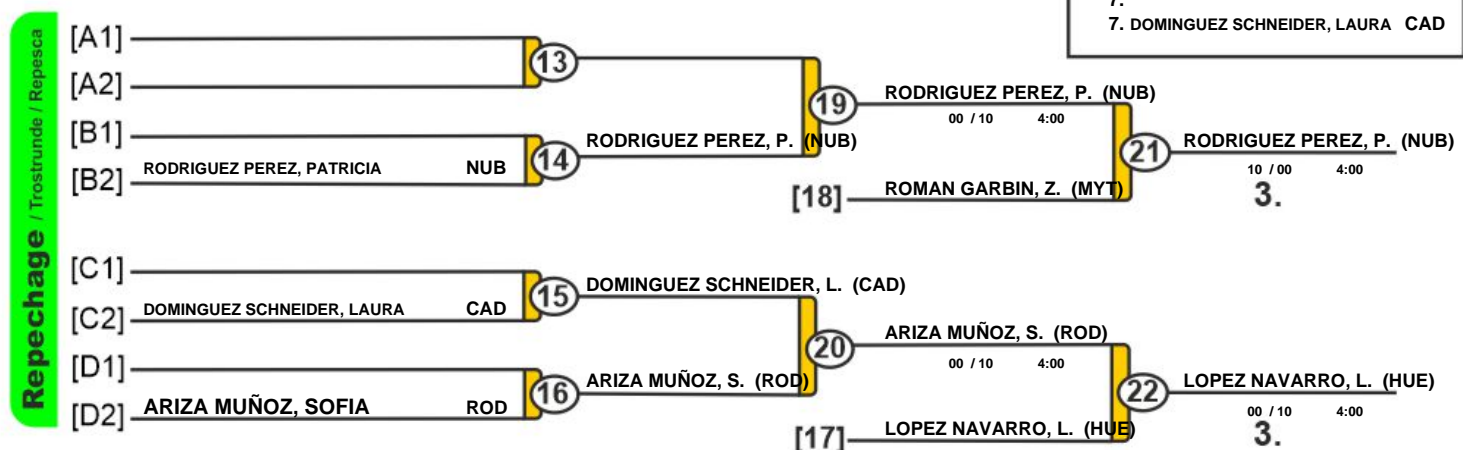 7.
7. DOMINGUEZ SCHNEIDER, LAURA CAD
Repechage / Trostrunde / Repesca
[A1]
13
[A2]
19
RODRIGUEZ PEREZ, P. (NUB)
00 / 10 4:00
[B1]
14
RODRIGUEZ PEREZ, P. (NUB)
[B2] RODRIGUEZ PEREZ, PATRICIA NUB
21
RODRIGUEZ PEREZ, P. (NUB)
10 / 00 4:00
3.
[18] ROMAN GARBIN, Z. (MYT)
[C1]
15
DOMINGUEZ SCHNEIDER, L. (CAD)
[C2] DOMINGUEZ SCHNEIDER, LAURA CAD
20
ARIZA MUÑOZ, S. (ROD)
00 / 10 4:00
[D1]
16
ARIZA MUÑOZ, S. (ROD)
[D2] ARIZA MUÑOZ, SOFIA ROD
22
LOPEZ NAVARRO, L. (HUE)
00 / 10 4:00
3.
[17] LOPEZ NAVARRO, L. (HUE)